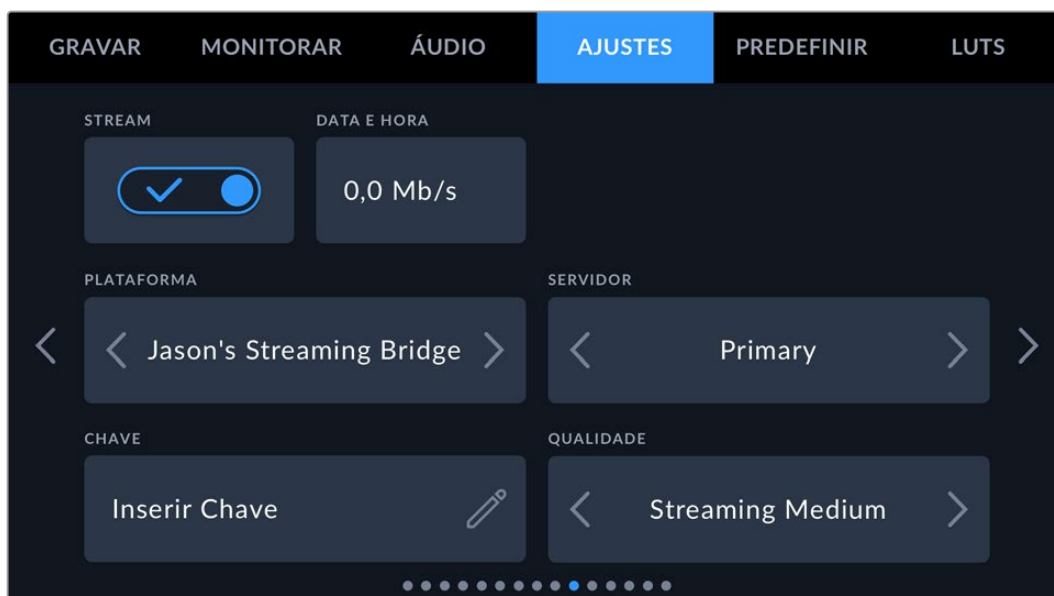 GRAVAR MONITORAR ÁUDIO AJUSTES PREDEFINIR LUTS
STREAM DATA E HORA
0,0 Mb/s
PLATAFORMA SERVIDOR
Jason's Streaming Bridge Primary
CHAVE QUALIDADE
Inserir Chave Streaming Medium